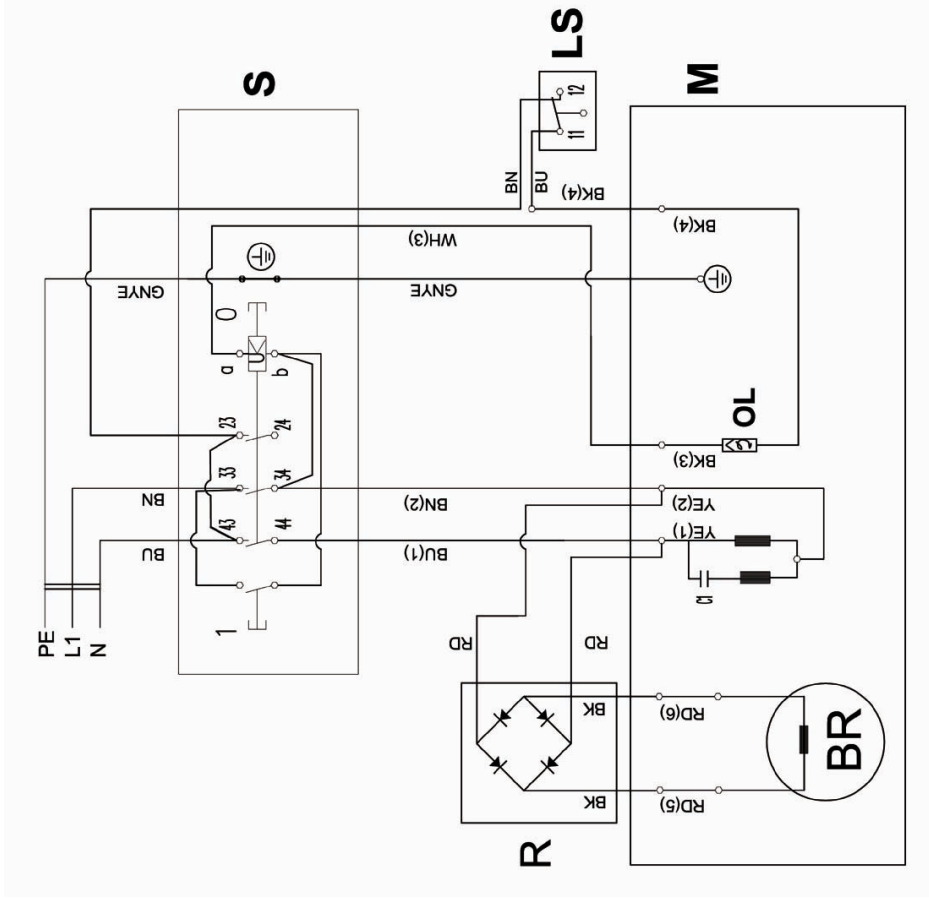 LS
S
M
12
11
BN
BU
BK(4)
BK(4)
WH(3)
GNYE
GNYE
0
a
U<
b
23
24
OL
BK(3)
33
34
BN
BN(2)
YE(2)
43
44
BU
BU(1)
YE(1)
C1
PE
L1
N
1
RD
RD
BK
RD(6)
BR
BK
RD(5)
R